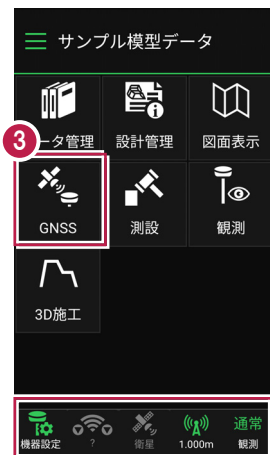 サンプル模型データ
3
ータ管理 設計管理 図面表示
GNSS 測設 観測
3D施工
通常
機器設定 ? 衛星 1.000m 観測